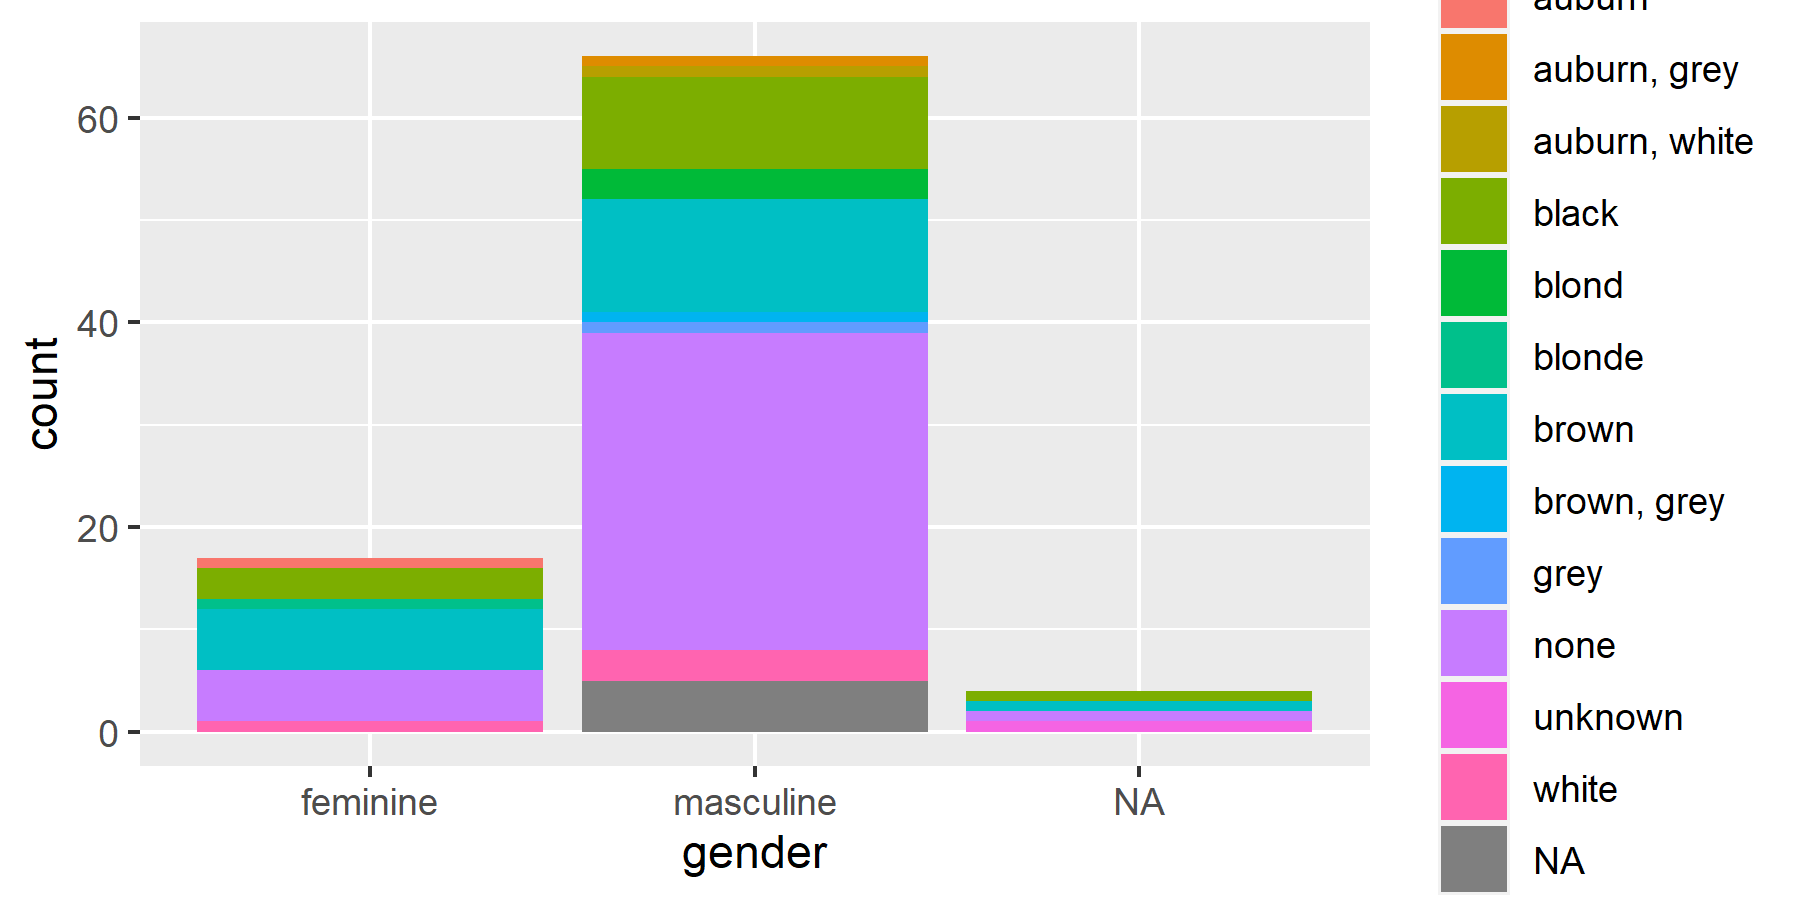 60
40
20
0
count
feminine
masculine
NA
gender
auburn
auburn, grey
auburn, white
black
blond
blonde
brown
brown, grey
grey
none
unknown
white
NA